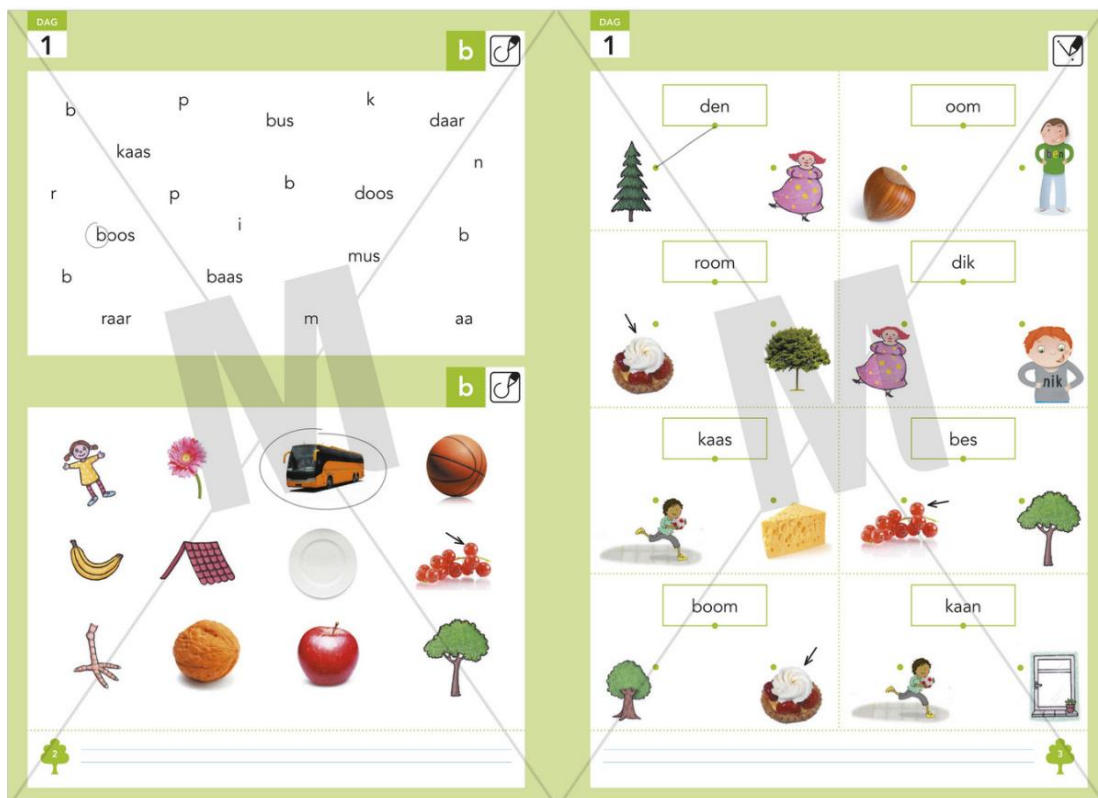 DAG
1
b
b p k
bus daar
kaas
n
r p b doos
i
boos b
mus
b baas
raar m aa
b
2
DAG
1
den oom
ben
room dik
nik
kaas bes
boom kaan
3
M
M